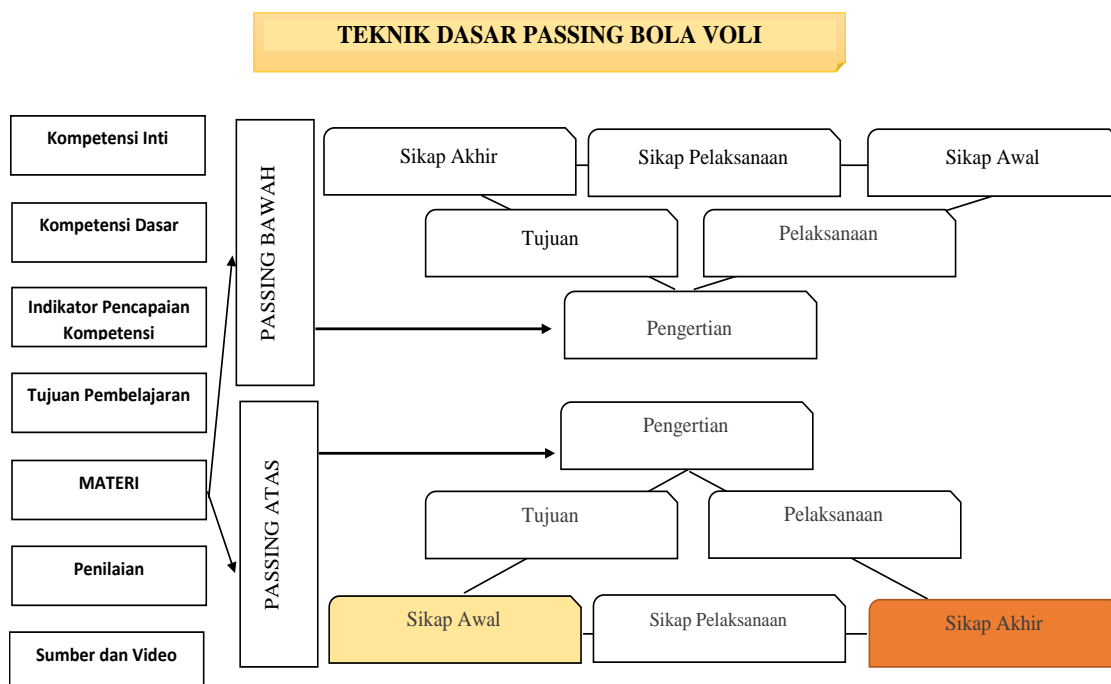 TEKNIK DASAR PASSING BOLA VOLI
Kompetensi Inti
Kompetensi Dasar
Indikator Pencapaian
Kompetensi
Tujuan Pembelajaran
MATERI
Penilaian
Sumber dan Video
PASSING BAWAH
Sikap Akhir
Sikap Pelaksanaan
Sikap Awal
Tujuan
Pelaksanaan
Pengertian
PASSING ATAS
Pengertian
Tujuan
Pelaksanaan
Sikap Awal
Sikap Pelaksanaan
Sikap Akhir